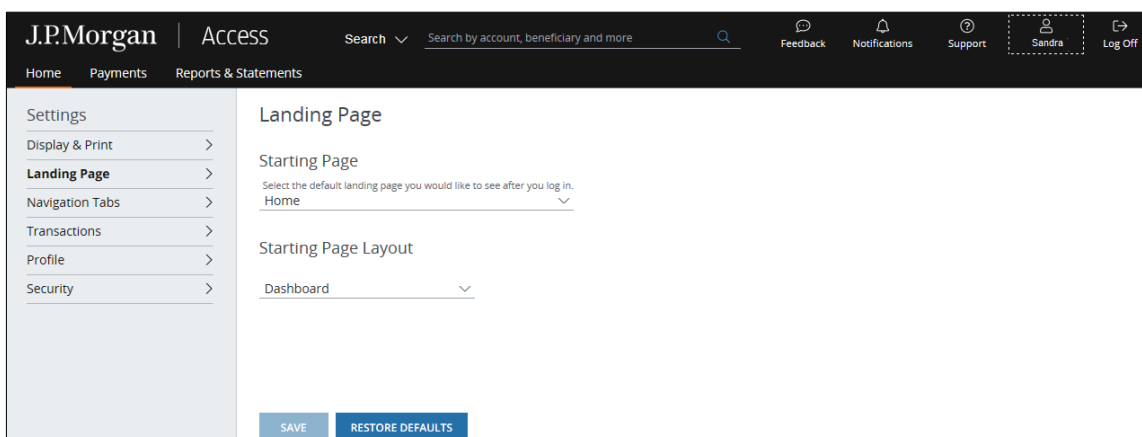 J.P.Morgan | Access
Search
Search by account, beneficiary and more
Feedback
Notifications
Support
Sandra
Log Off
Home
Payments
Reports & Statements
Settings
Display & Print
Landing Page
Navigation Tabs
Transactions
Profile
Security
Landing Page
Starting Page
Select the default landing page you would like to see after you log in.
Home
Starting Page Layout
Dashboard
SAVE
RESTORE DEFAULTS